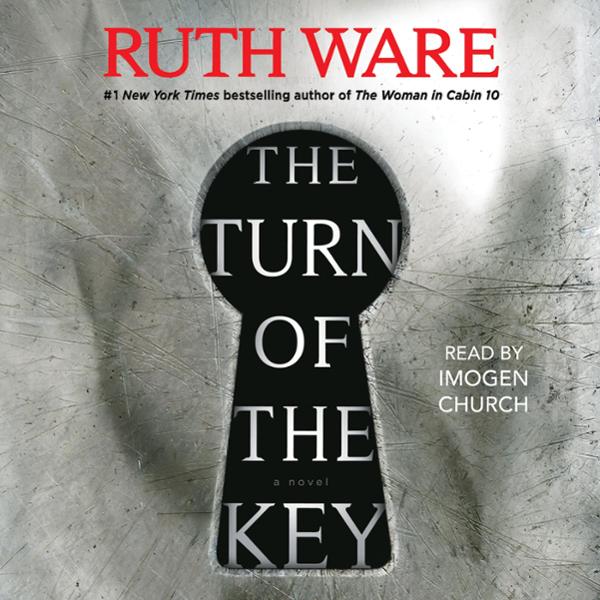 RUTH WARE
#1 New York Times bestselling author of The Woman in Cabin 10
THE
TURN
OF
THE
a novel
KEY
READ BY
IMOGEN
CHURCH